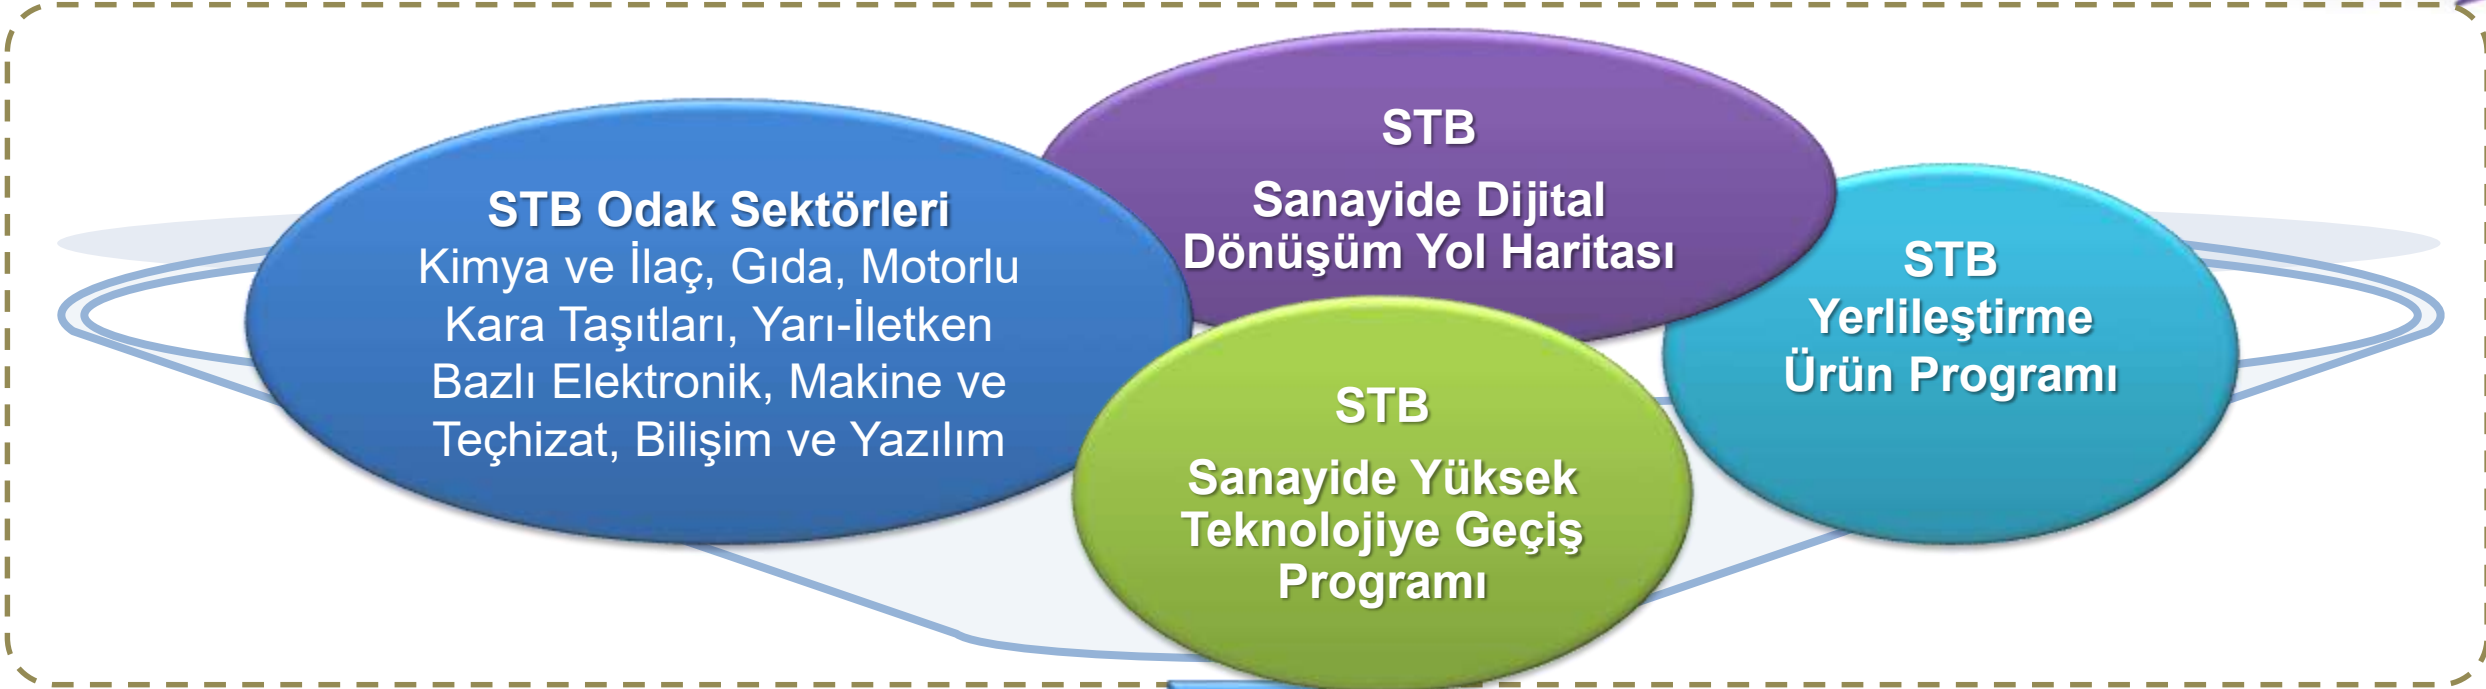 STB Odak Sektörleri
Kimya ve İlaç, Gıda, Motorlu
Kara Taşıtları, Yarı-İletken
Bazlı Elektronik, Makine ve
Teçhizat, Bilişim ve Yazılım
STB
Sanayide Dijital
Dönüşüm Yol Haritası
STB
Sanayide Yüksek
Teknolojiye Geçiş
Programı
STB
Yerlileştirme
Ürün Programı